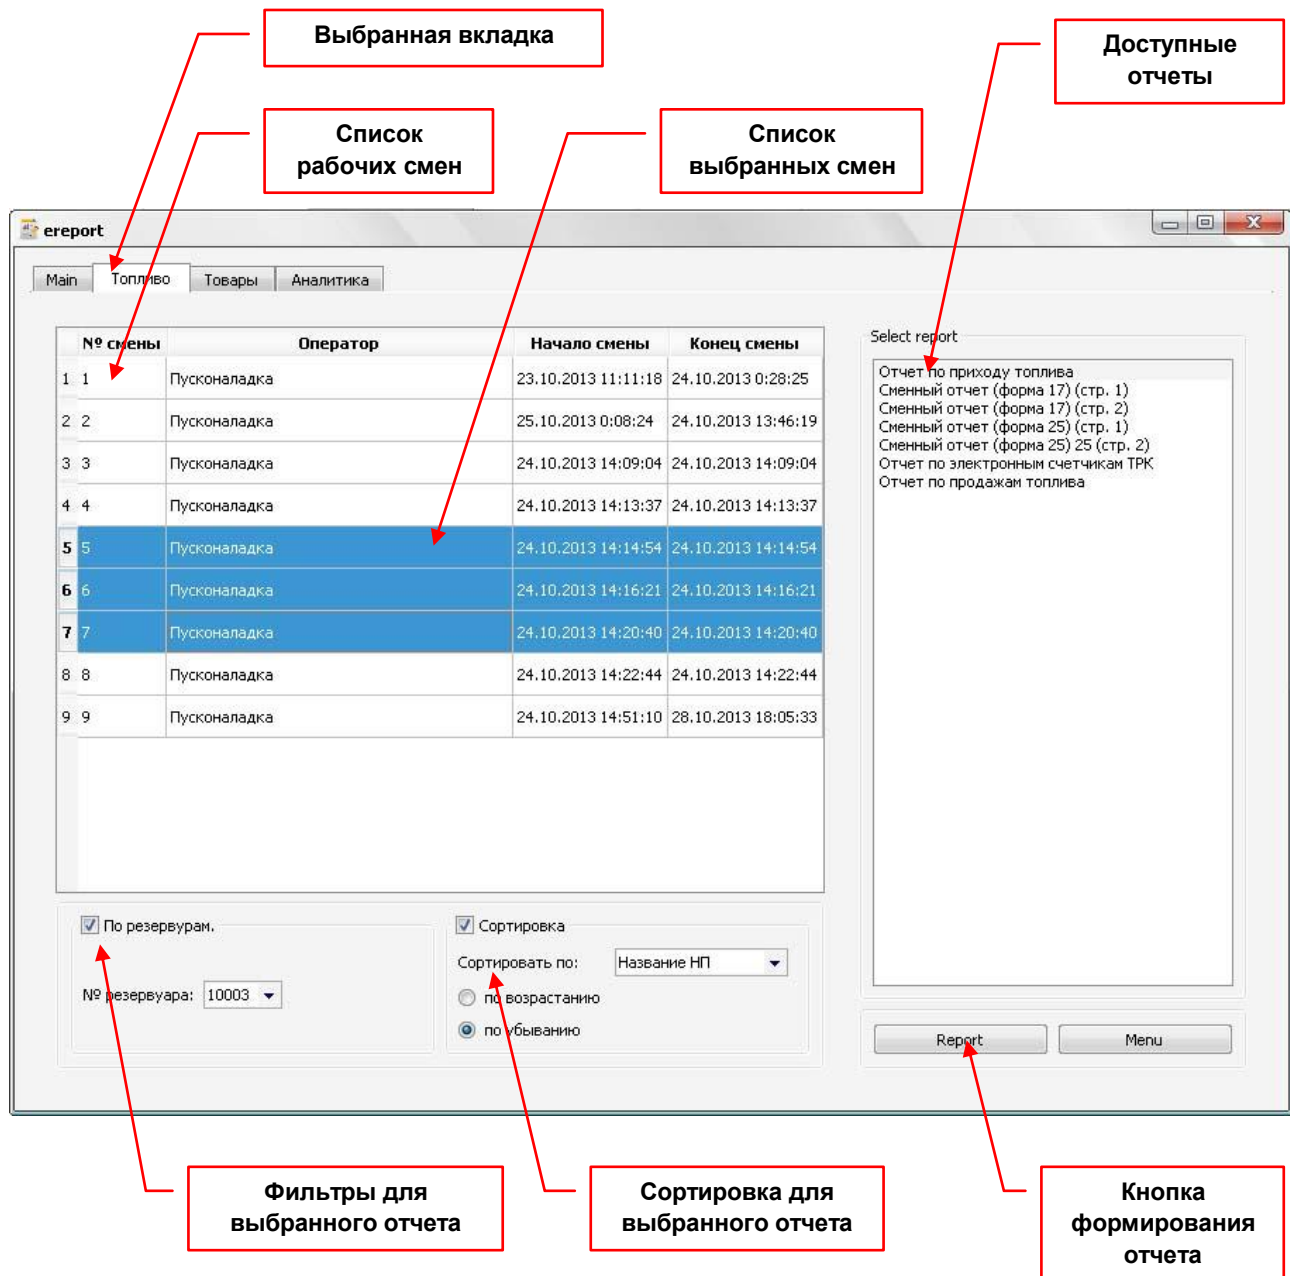 Выбранная вкладка
Доступные
отчеты
Список
рабочих смен
Список
выбранных смен
ereport
Main Топливо Товары Аналитика
№ смены Оператор Начало смены Конец смены
1 1 Пусконаладка 23.10.2013 11:11:18 24.10.2013 0:28:25
2 2 Пусконаладка 25.10.2013 0:08:24 24.10.2013 13:46:19
3 3 Пусконаладка 24.10.2013 14:09:04 24.10.2013 14:09:04
4 4 Пусконаладка 24.10.2013 14:13:37 24.10.2013 14:13:37
5 5 Пусконаладка 24.10.2013 14:14:54 24.10.2013 14:14:54
6 6 Пусконаладка 24.10.2013 14:16:21 24.10.2013 14:16:21
7 7 Пусконаладка 24.10.2013 14:20:40 24.10.2013 14:20:40
8 8 Пусконаладка 24.10.2013 14:22:44 24.10.2013 14:22:44
9 9 Пусконаладка 24.10.2013 14:51:10 28.10.2013 18:05:33
Select report
Отчет по приходу топлива
Сменный отчет (форма 17) (стр. 1)
Сменный отчет (форма 17) (стр. 2)
Сменный отчет (форма 25) (стр. 1)
Сменный отчет (форма 25) 25 (стр. 2)
Отчет по электронным счетчикам ТРК
Отчет по продажам топлива
По резервурам.
№ резервуара: 10003
Сортировка
Сортировать по: Название НП
по возрастанию
по убыванию
Report Menu
Фильтры для
выбранного отчета
Сортировка для
выбранного отчета
Кнопка
формирования
отчета